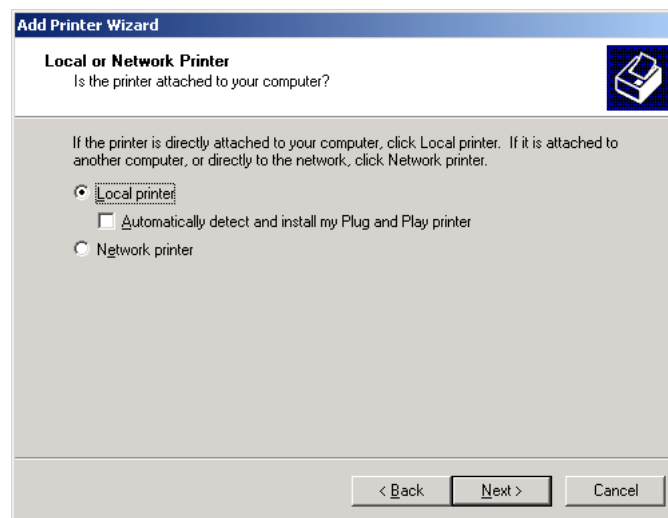 Add Printer Wizard
Local or Network Printer
Is the printer attached to your computer?
If the printer is directly attached to your computer, click Local printer. If it is attached to
another computer, or directly to the network, click Network printer.
Local printer
Automatically detect and install my Plug and Play printer
Network printer
< Back Next > Cancel